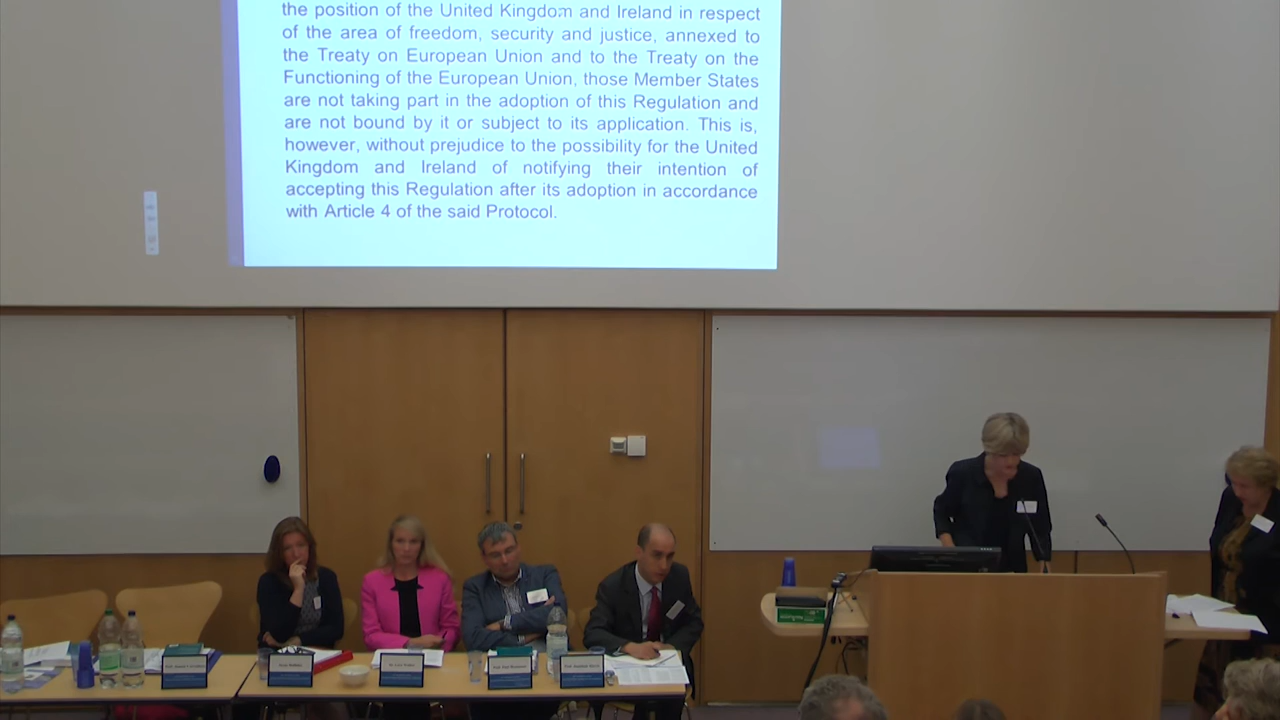 the position of the United Kingdom and Ireland in respect
of the area of freedom, security and justice, annexed to
the Treaty on European Union and to the Treaty on the
Functioning of the European Union, those Member States
are not taking part in the adoption of this Regulation and
are not bound by it or subject to its application. This is,
however, without prejudice to the possibility for the United
Kingdom and Ireland of notifying their intention of
accepting this Regulation after its adoption in accordance
with Article 4 of the said Protocol.